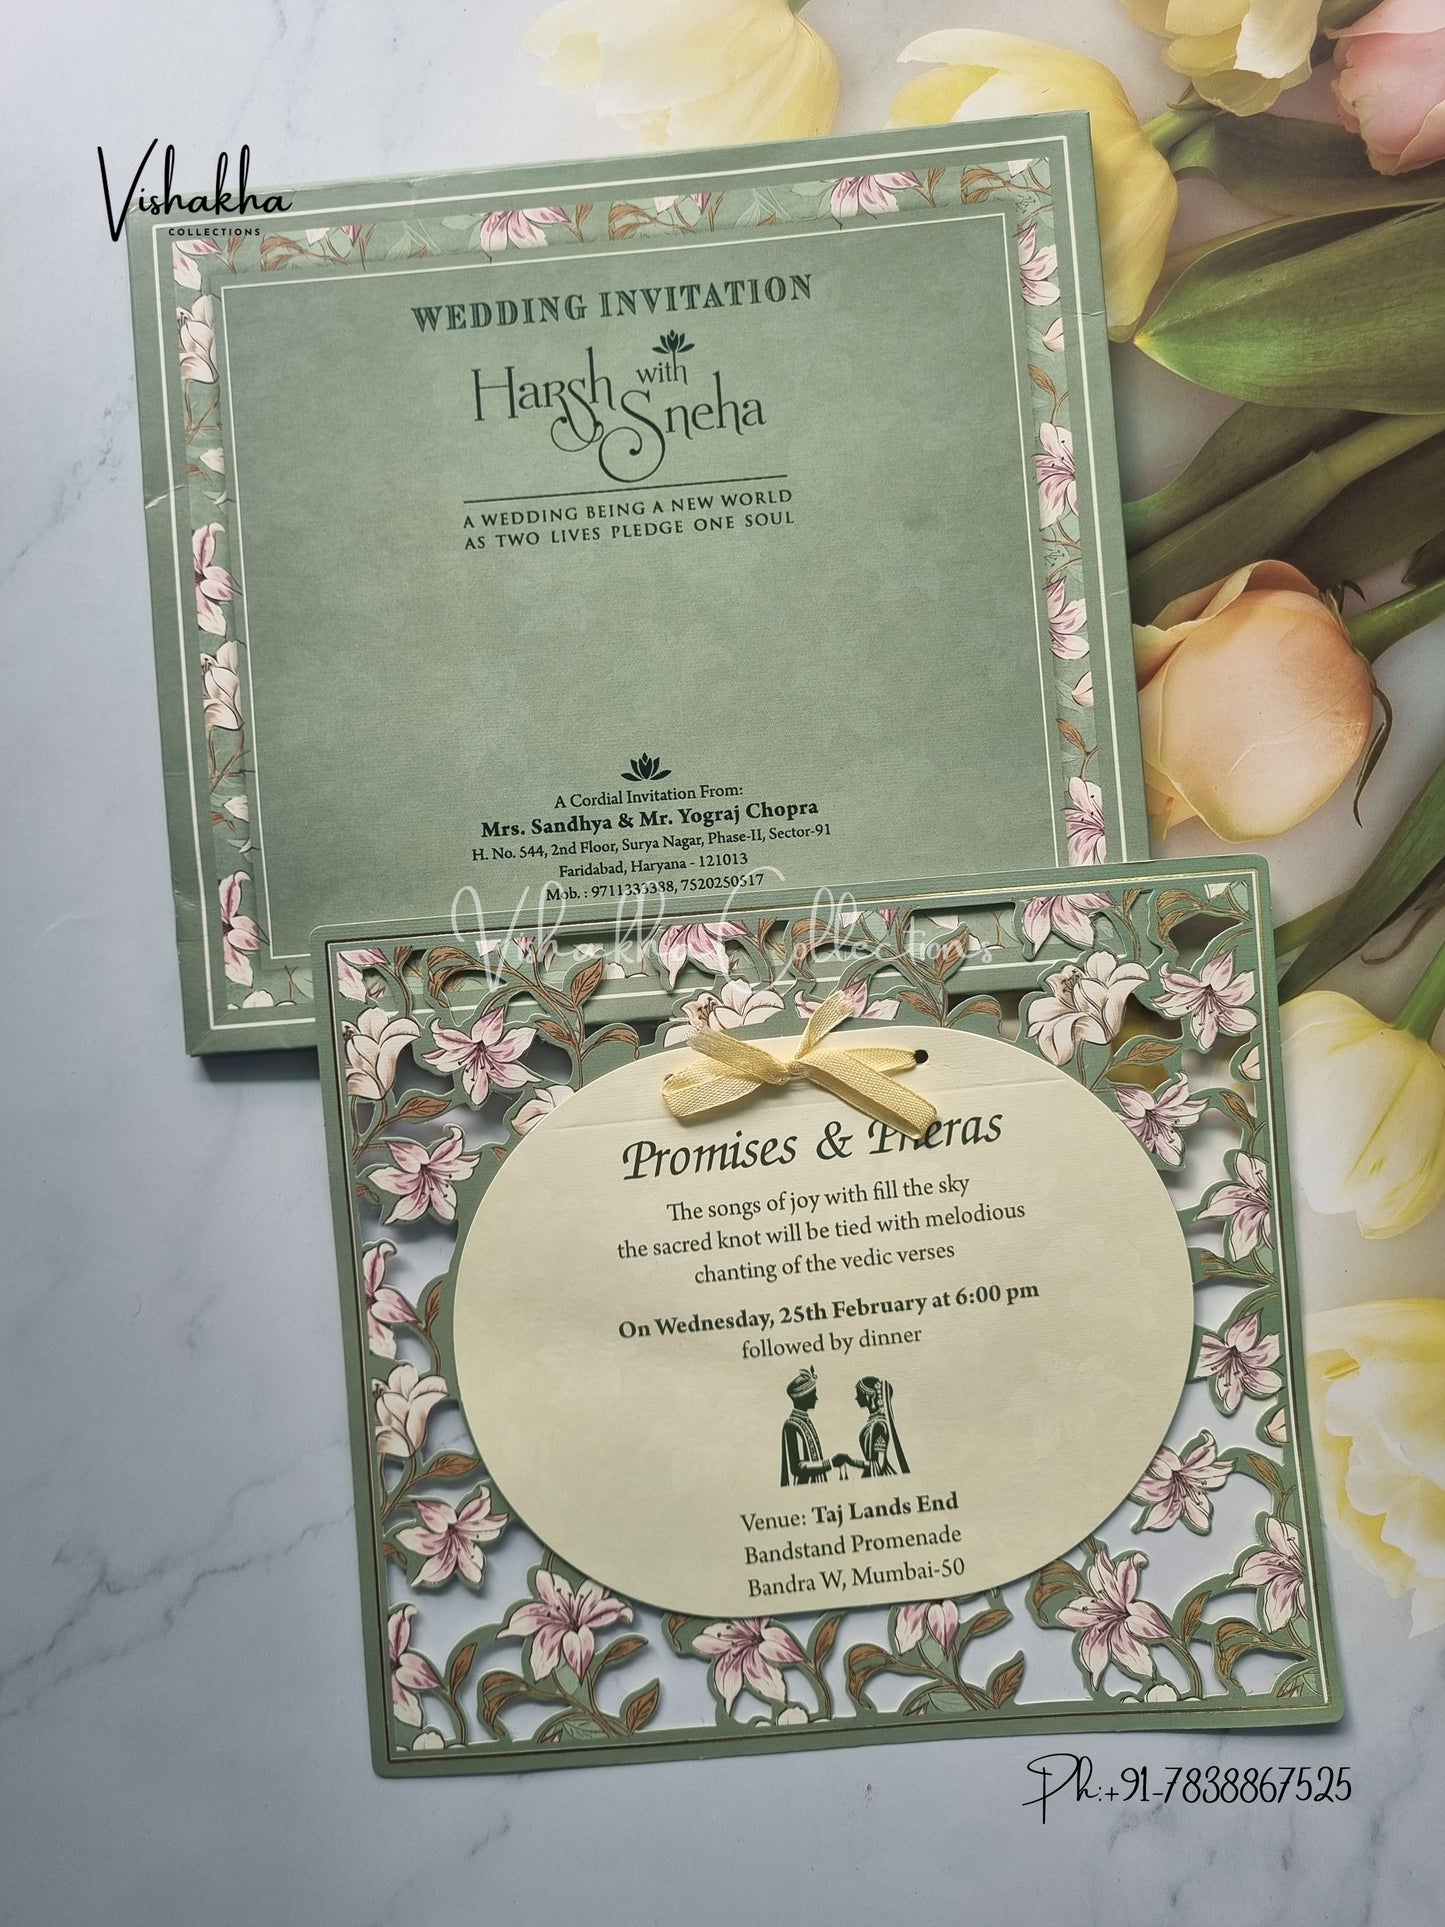 Vishakha
COLLECTIONS
WEDDING INVITATION
Harsh with Sneha
A WEDDING BEING A NEW WORLD
AS TWO LIVES PLEDGE ONE SOUL
A Cordial Invitation From:
Mrs. Sandhya & Mr. Yograj Chopra
H. No. 544, 2nd Floor, Surya Nagar, Phase-II, Sector-91
Faridabad, Haryana - 121013
Mob. : 9711333388, 7520250517
Vishakha Collections
Promises & Pheras
The songs of joy with fill the sky
the sacred knot will be tied with melodious
chanting of the vedic verses
On Wednesday, 25th February at 6:00 pm
followed by dinner
Venue: Taj Lands End
Bandstand Promenade
Bandra W, Mumbai-50
Ph:+91-7838867525